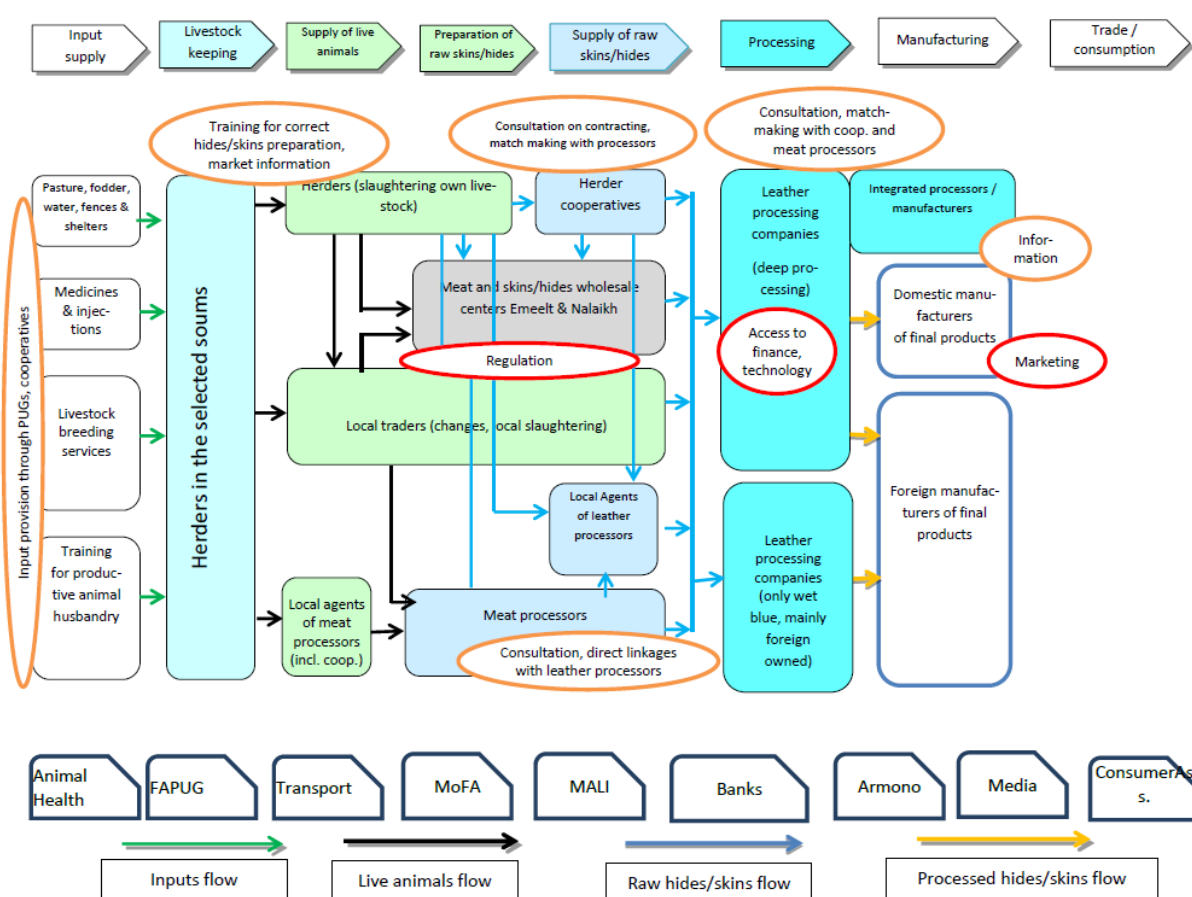 Input
supply
Livestock
keeping
Supply of live
animals
Preparation of
raw skins/hides
Supply of raw
skins/hides
Processing
Manufacturing
Trade /
consumption
Training for correct
hides/skins preparation,
market information
Consultation on contracting,
match making with processors
Consultation, match-
making with coop. and
meat processors
Input provision through PUGs, cooperatives
Pasture, fodder,
water, fences &
shelters
Medicines
& injec-
tions
Livestock
breeding
services
Training
for produc-
tive animal
husbandry
Herders in the selected soums
Herders (slaughtering own live-
stock)
Herder
cooperatives
Meat and skins/hides wholesale
centers Emeelt & Nalaikh
Regulation
Local traders (changes, local slaughtering)
Local Agents
of leather
processors
Local agents
of meat
processors
(incl. coop.)
Meat processors
Consultation, direct linkages
with leather processors
Leather
processing
companies
(deep pro-
cessing)
Access to
finance,
technology
Leather
processing
companies
(only wet
blue, mainly
foreign
owned)
Integrated processors /
manufacturers
Infor-
mation
Domestic manu-
facturers
of final products
Marketing
Foreign manufac-
turers of final
products
Animal
Health
FAPUG
Transport
MoFA
MALI
Banks
Armono
Media
ConsumerAs
s.
Inputs flow
Live animals flow
Raw hides/skins flow
Processed hides/skins flow